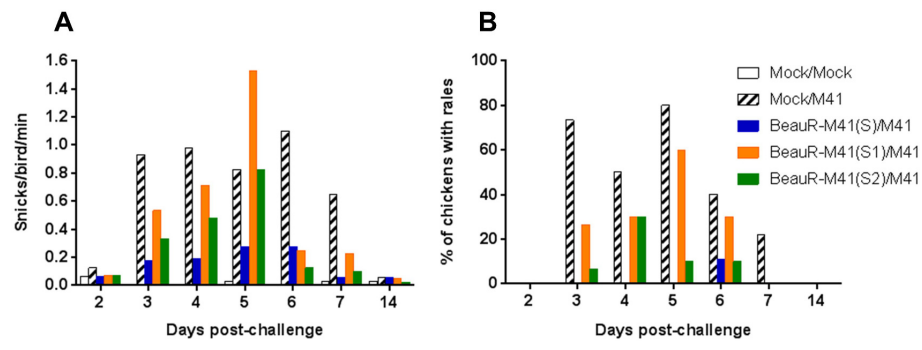 A
Snicks/bird/min
1.6
1.4
1.2
1.0
0.8
0.6
0.4
0.2
0.0
2 3 4 5 6 7 14
Days post-challenge
B
% of chickens with rales
100
80
60
40
20
0
2 3 4 5 6 7 14
Days post-challenge
Mock/Mock
Mock/M41
BeauR-M41(S)/M41
BeauR-M41(S1)/M41
BeauR-M41(S2)/M41